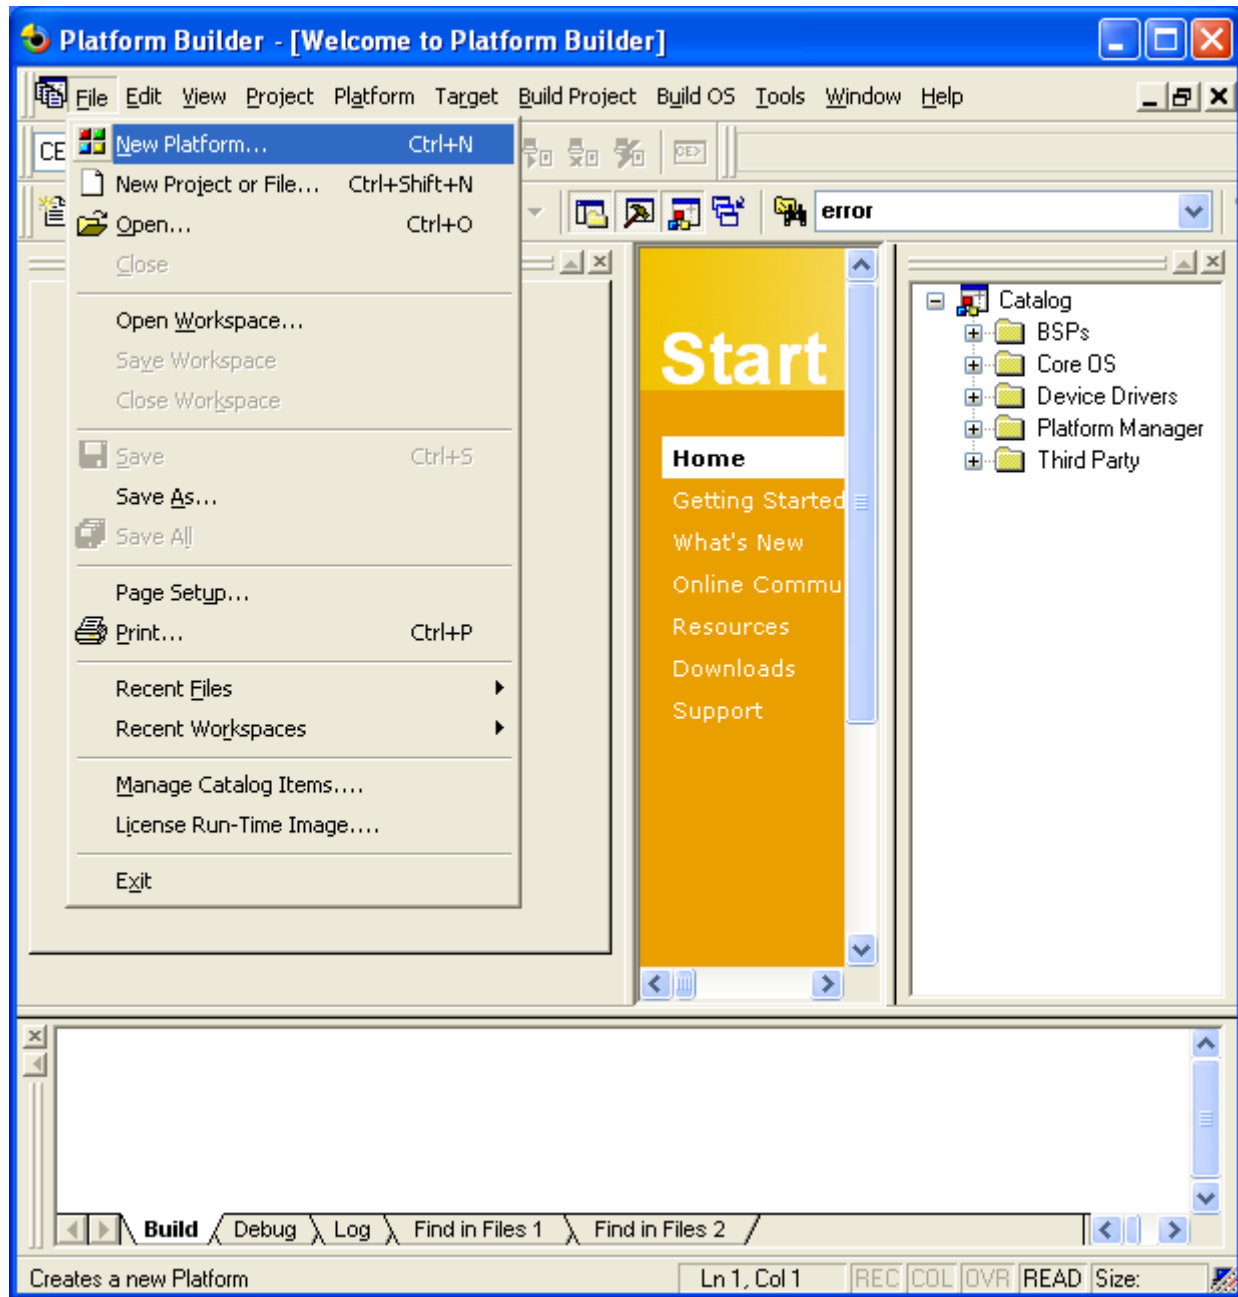 Platform Builder - [Welcome to Platform Builder]
File Edit View Project Platform Target Build Project Build OS Tools Window Help
CE
New Platform... Ctrl+N
New Project or File... Ctrl+Shift+N
Open... Ctrl+O
Close
Open Workspace...
Save Workspace
Close Workspace
Save Ctrl+S
Save As...
Save All
Page Setup...
Print... Ctrl+P
Recent Files
Recent Workspaces
Manage Catalog Items....
License Run-Time Image....
Exit
CE>
error
Start
Home
Getting Started
What's New
Online Commu
Resources
Downloads
Support
Catalog
BSPs
Core OS
Device Drivers
Platform Manager
Third Party
Build Debug Log Find in Files 1 Find in Files 2
Creates a new Platform Ln 1, Col 1 REC COL OVR READ Size: